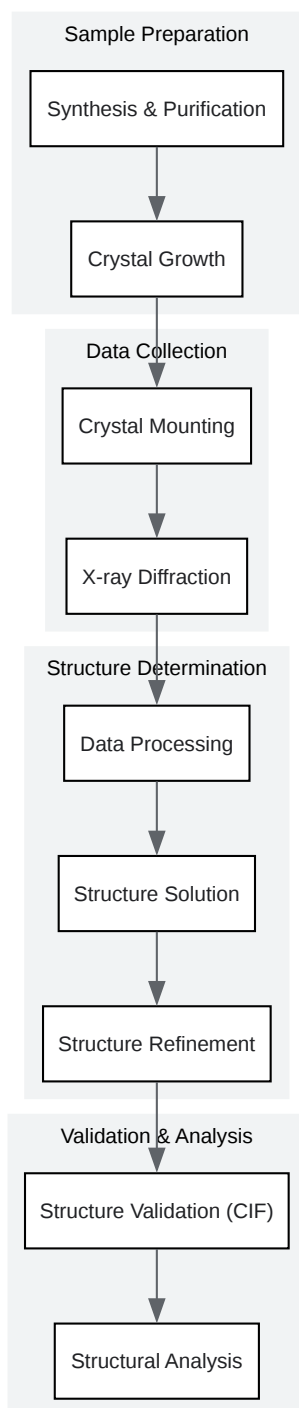 Sample Preparation
Synthesis & Purification
Crystal Growth
Data Collection
Crystal Mounting
X-ray Diffraction
Structure Determination
Data Processing
Structure Solution
Structure Refinement
Validation & Analysis
Structure Validation (CIF)
Structural Analysis